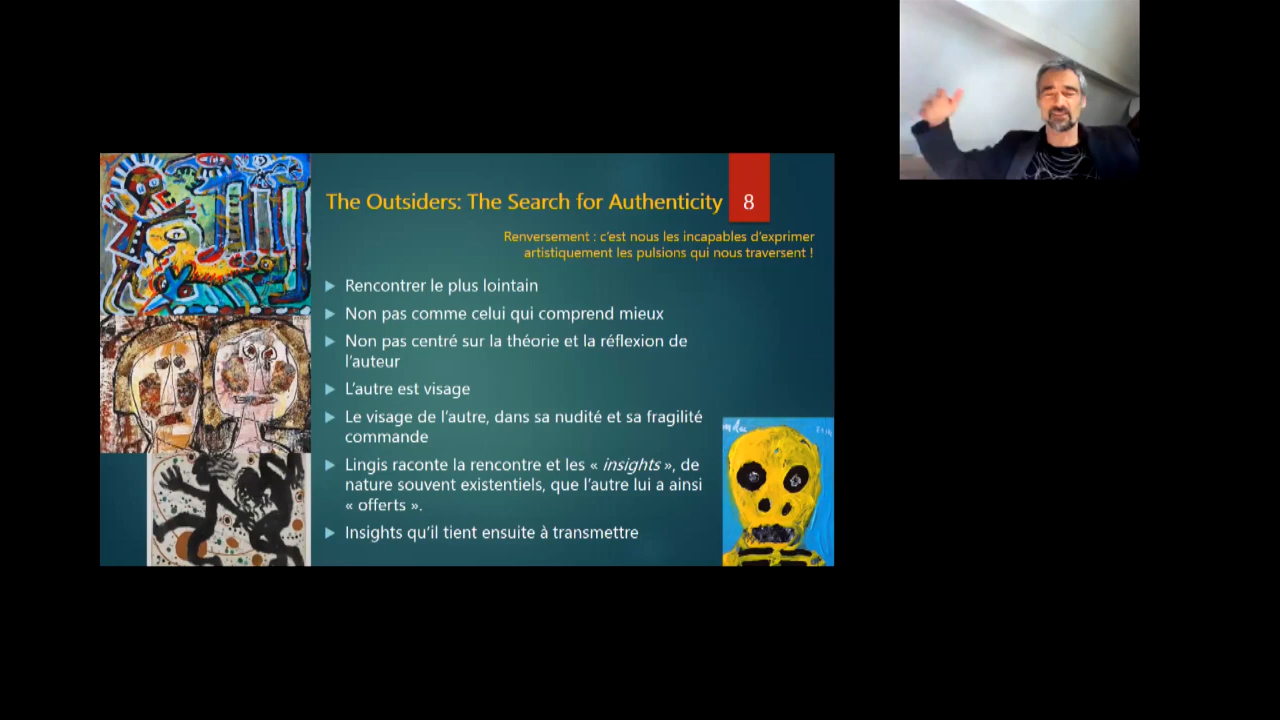 The Outsiders: The Search for Authenticity
8
Renversement : c’est nous les incapables d’exprimer
artistiquement les pulsions qui nous traversent !
Rencontrer le plus lointain
Non pas comme celui qui comprend mieux
Non pas centré sur la théorie et la réflexion de
l’auteur
L’autre est visage
Le visage de l’autre, dans sa nudité et sa fragilité
commande
Lingis raconte la rencontre et les « insights », de
nature souvent existentiels, que l’autre lui a ainsi
« offerts ».
Insights qu’il tient ensuite à transmettre